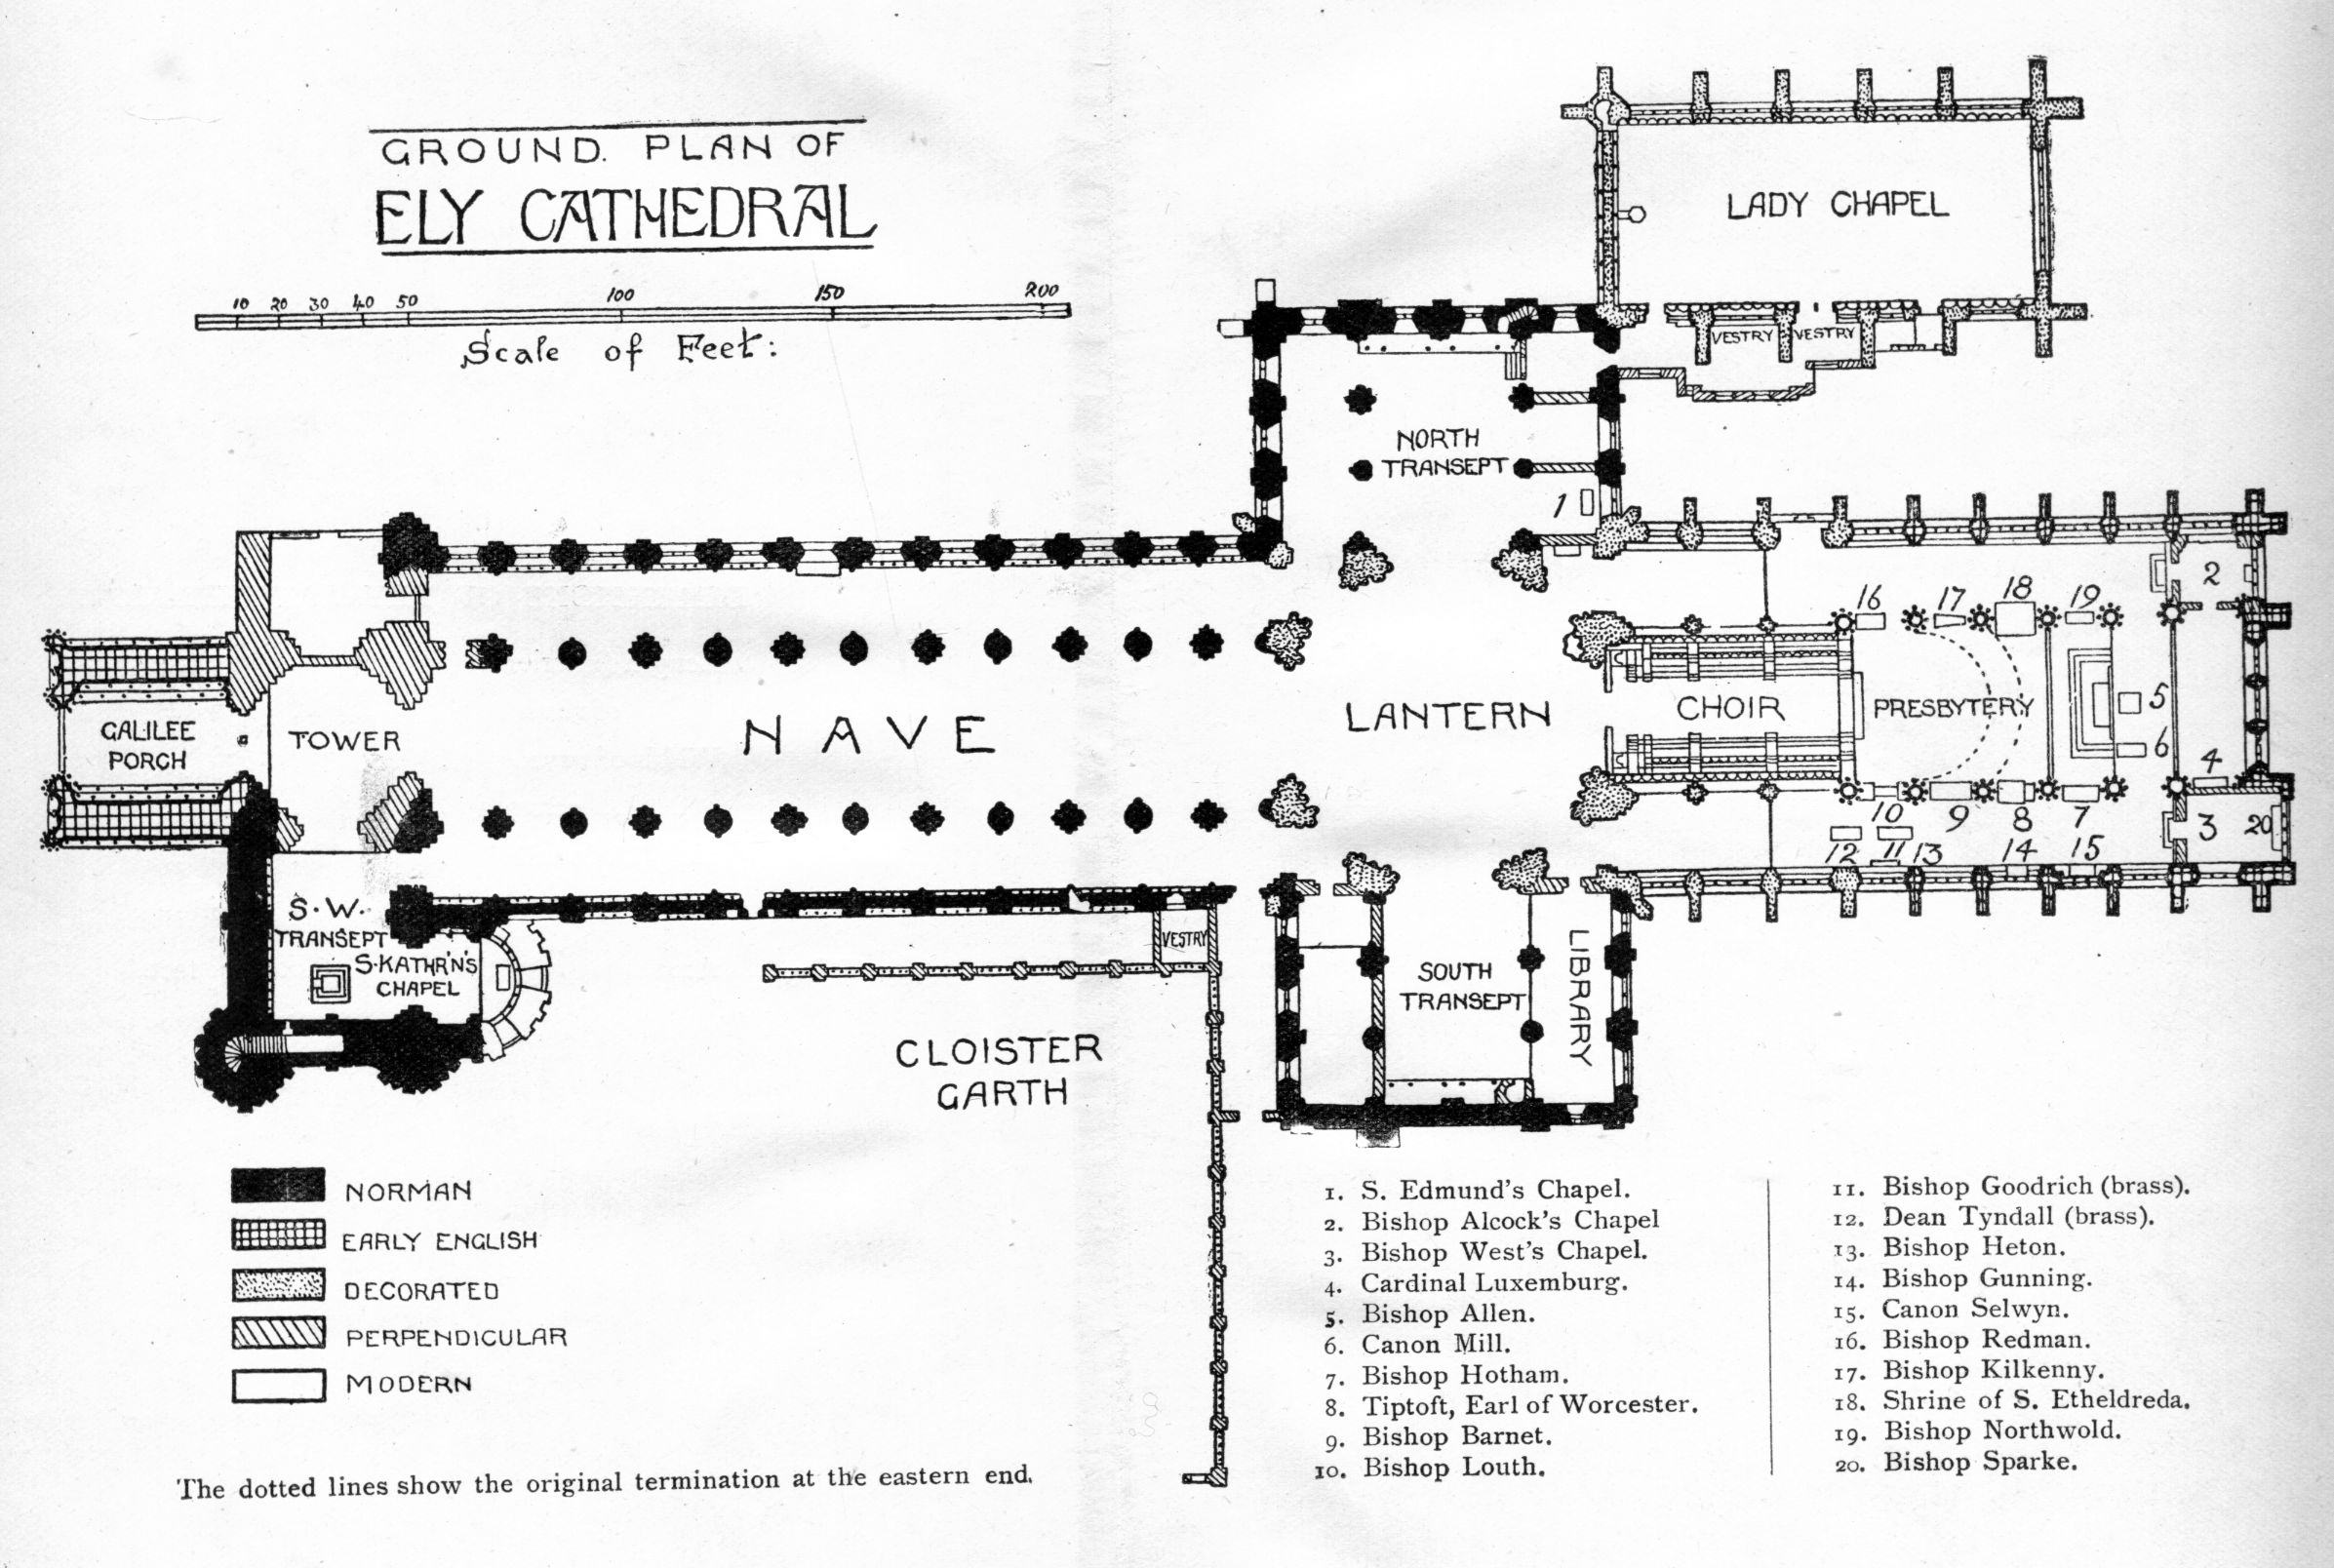 GROUND. PLAN OF
ELY CATHEDRAL
10 20 30 40 50 100 150 200
Scale of Feet:
LADY CHAPEL
VESTRY VESTRY
NORTH
TRANSEPT
1
2
16 17 18 19
GALILEE
PORCH
TOWER
NAVE
LANTERN
CHOIR
PRESBYTERY
5
6
4
10 9 8 7
3 20
12 11 13 14 15
S.W.
TRANSEPT
S.KATHR'N'S
CHAPEL
VESTRY
SOUTH
TRANSEPT
LIBRARY
CLOISTER
GARTH
NORMAN
EARLY ENGLISH
DECORATED
PERPENDICULAR
MODERN
The dotted lines show the original termination at the eastern end.
1. S. Edmund's Chapel.
2. Bishop Alcock's Chapel
3. Bishop West's Chapel.
4. Cardinal Luxemburg.
5. Bishop Allen.
6. Canon Mill.
7. Bishop Hotham.
8. Tiptoft, Earl of Worcester.
9. Bishop Barnet.
10. Bishop Louth.
11. Bishop Goodrich (brass).
12. Dean Tyndall (brass).
13. Bishop Heton.
14. Bishop Gunning.
15. Canon Selwyn.
16. Bishop Redman.
17. Bishop Kilkenny.
18. Shrine of S. Etheldreda.
19. Bishop Northwold.
20. Bishop Sparke.